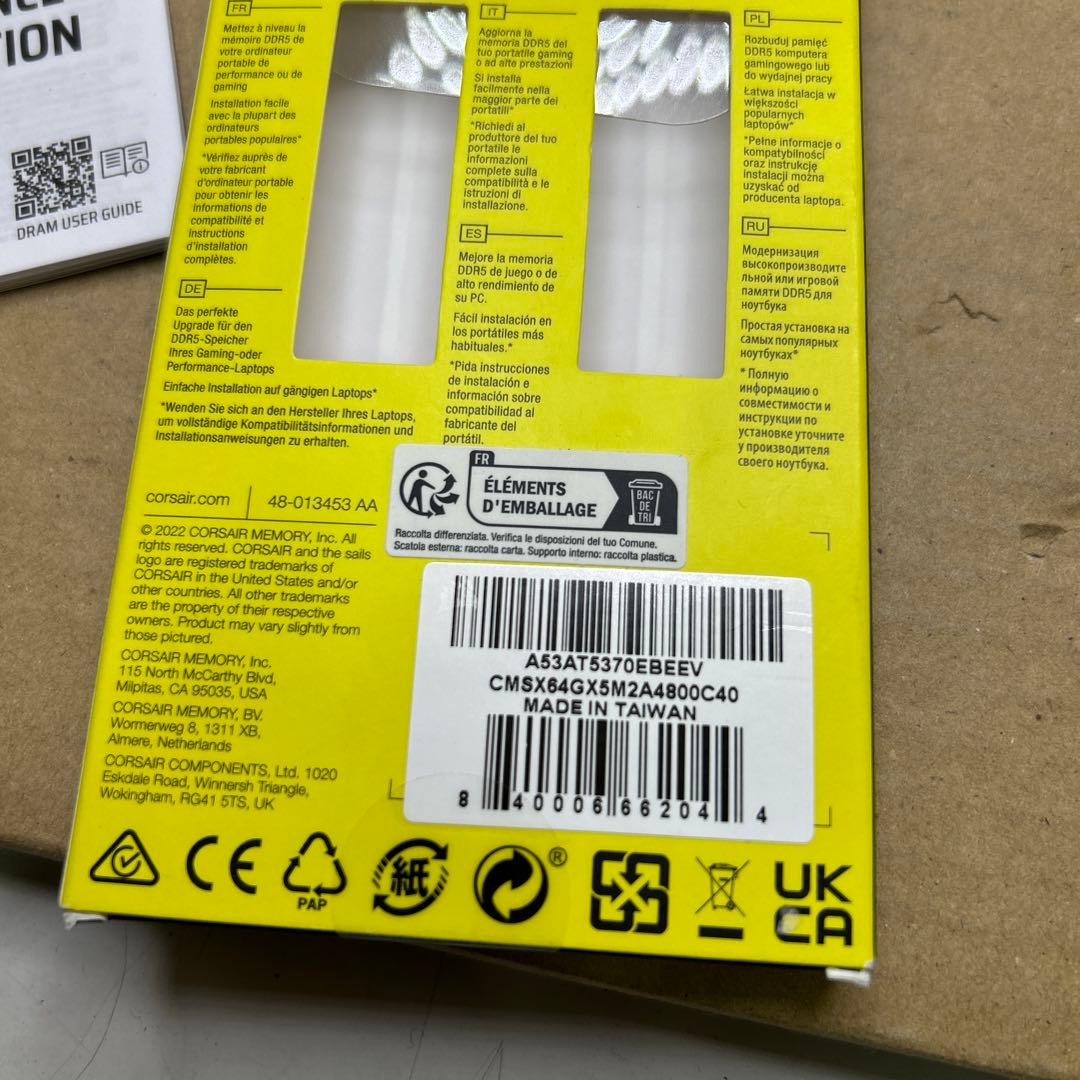 TION
DRAM USER GUIDE
FR
Mettez à niveau la
mémoire DDR5 de
votre ordinateur
portable de
performance ou de
gaming
Installation facile
avec la plupart des
ordinateurs
portables populaires*
*Vérifiez auprès de
votre fabricant
d'ordinateur portable
pour obtenir les
informations de
compatibilité et
instructions
d'installation
complètes.
DE
Das perfekte
Upgrade für den
DDR5-Speicher
Ihres Gaming-oder
Performance-Laptops
Einfache Installation auf gängigen Laptops*
*Wenden Sie sich an den Hersteller Ihres Laptops,
um vollständige Kompatibilitätsinformationen und
Installationsanweisungen zu erhalten.
IT
Aggiorna la
memoria DDR5 del
tuo portatile gaming
o ad alte prestazioni
Si installa
facilmente nella
maggior parte dei
portatili*
*Richiedi al
produttore del tuo
portatile le
informazioni
complete sulla
compatibilità e le
istruzioni di
installazione.
ES
Mejore la memoria
DDR5 de juego o de
alto rendimiento de
su PC.
Fácil instalación en
los portátiles más
habituales.*
*Pida instrucciones
de instalación e
información sobre
compatibilidad al
fabricante del
portátil.
PL
Rozbuduj pamięć
DDR5 komputera
gamingowego lub
do wydajnej pracy
Łatwa instalacja w
większości
popularnych
laptopów*
*Pełne informacje o
kompatybilności
oraz instrukcję
instalacji można
uzyskać od
producenta laptopa.
RU
Модернизация
высокопроизводите
льной или игровой
памяти DDR5 для
ноутбука
Простая установка на
самых популярных
ноутбуках*
* Полную
информацию о
совместимости и
инструкции по
установке уточните
у производителя
своего ноутбука.
FR
ÉLÉMENTS
D'EMBALLAGE
BAC
DE
TRI
Raccolta differenziata. Verifica le disposizioni del tuo Comune.
Scatola esterna: raccolta carta. Supporto interno: raccolta plastica.
corsair.com
48-013453 AA
© 2022 CORSAIR MEMORY, Inc. All
rights reserved. CORSAIR and the sails
logo are registered trademarks of
CORSAIR in the United States and/or
other countries. All other trademarks
are the property of their respective
owners. Product may vary slightly from
those pictured.
CORSAIR MEMORY, Inc.
115 North McCarthy Blvd,
Milpitas, CA 95035, USA
CORSAIR MEMORY, BV.
Wormerweg 8, 1311 XB,
Almere, Netherlands
CORSAIR COMPONENTS, Ltd. 1020
Eskdale Road, Winnersh Triangle,
Wokingham, RG41 5TS, UK
A53AT5370EBEEV
CMSX64GX5M2A4800C40
MADE IN TAIWAN
8 40006 66204 4
CE
PAP
紙
®
UK
CA